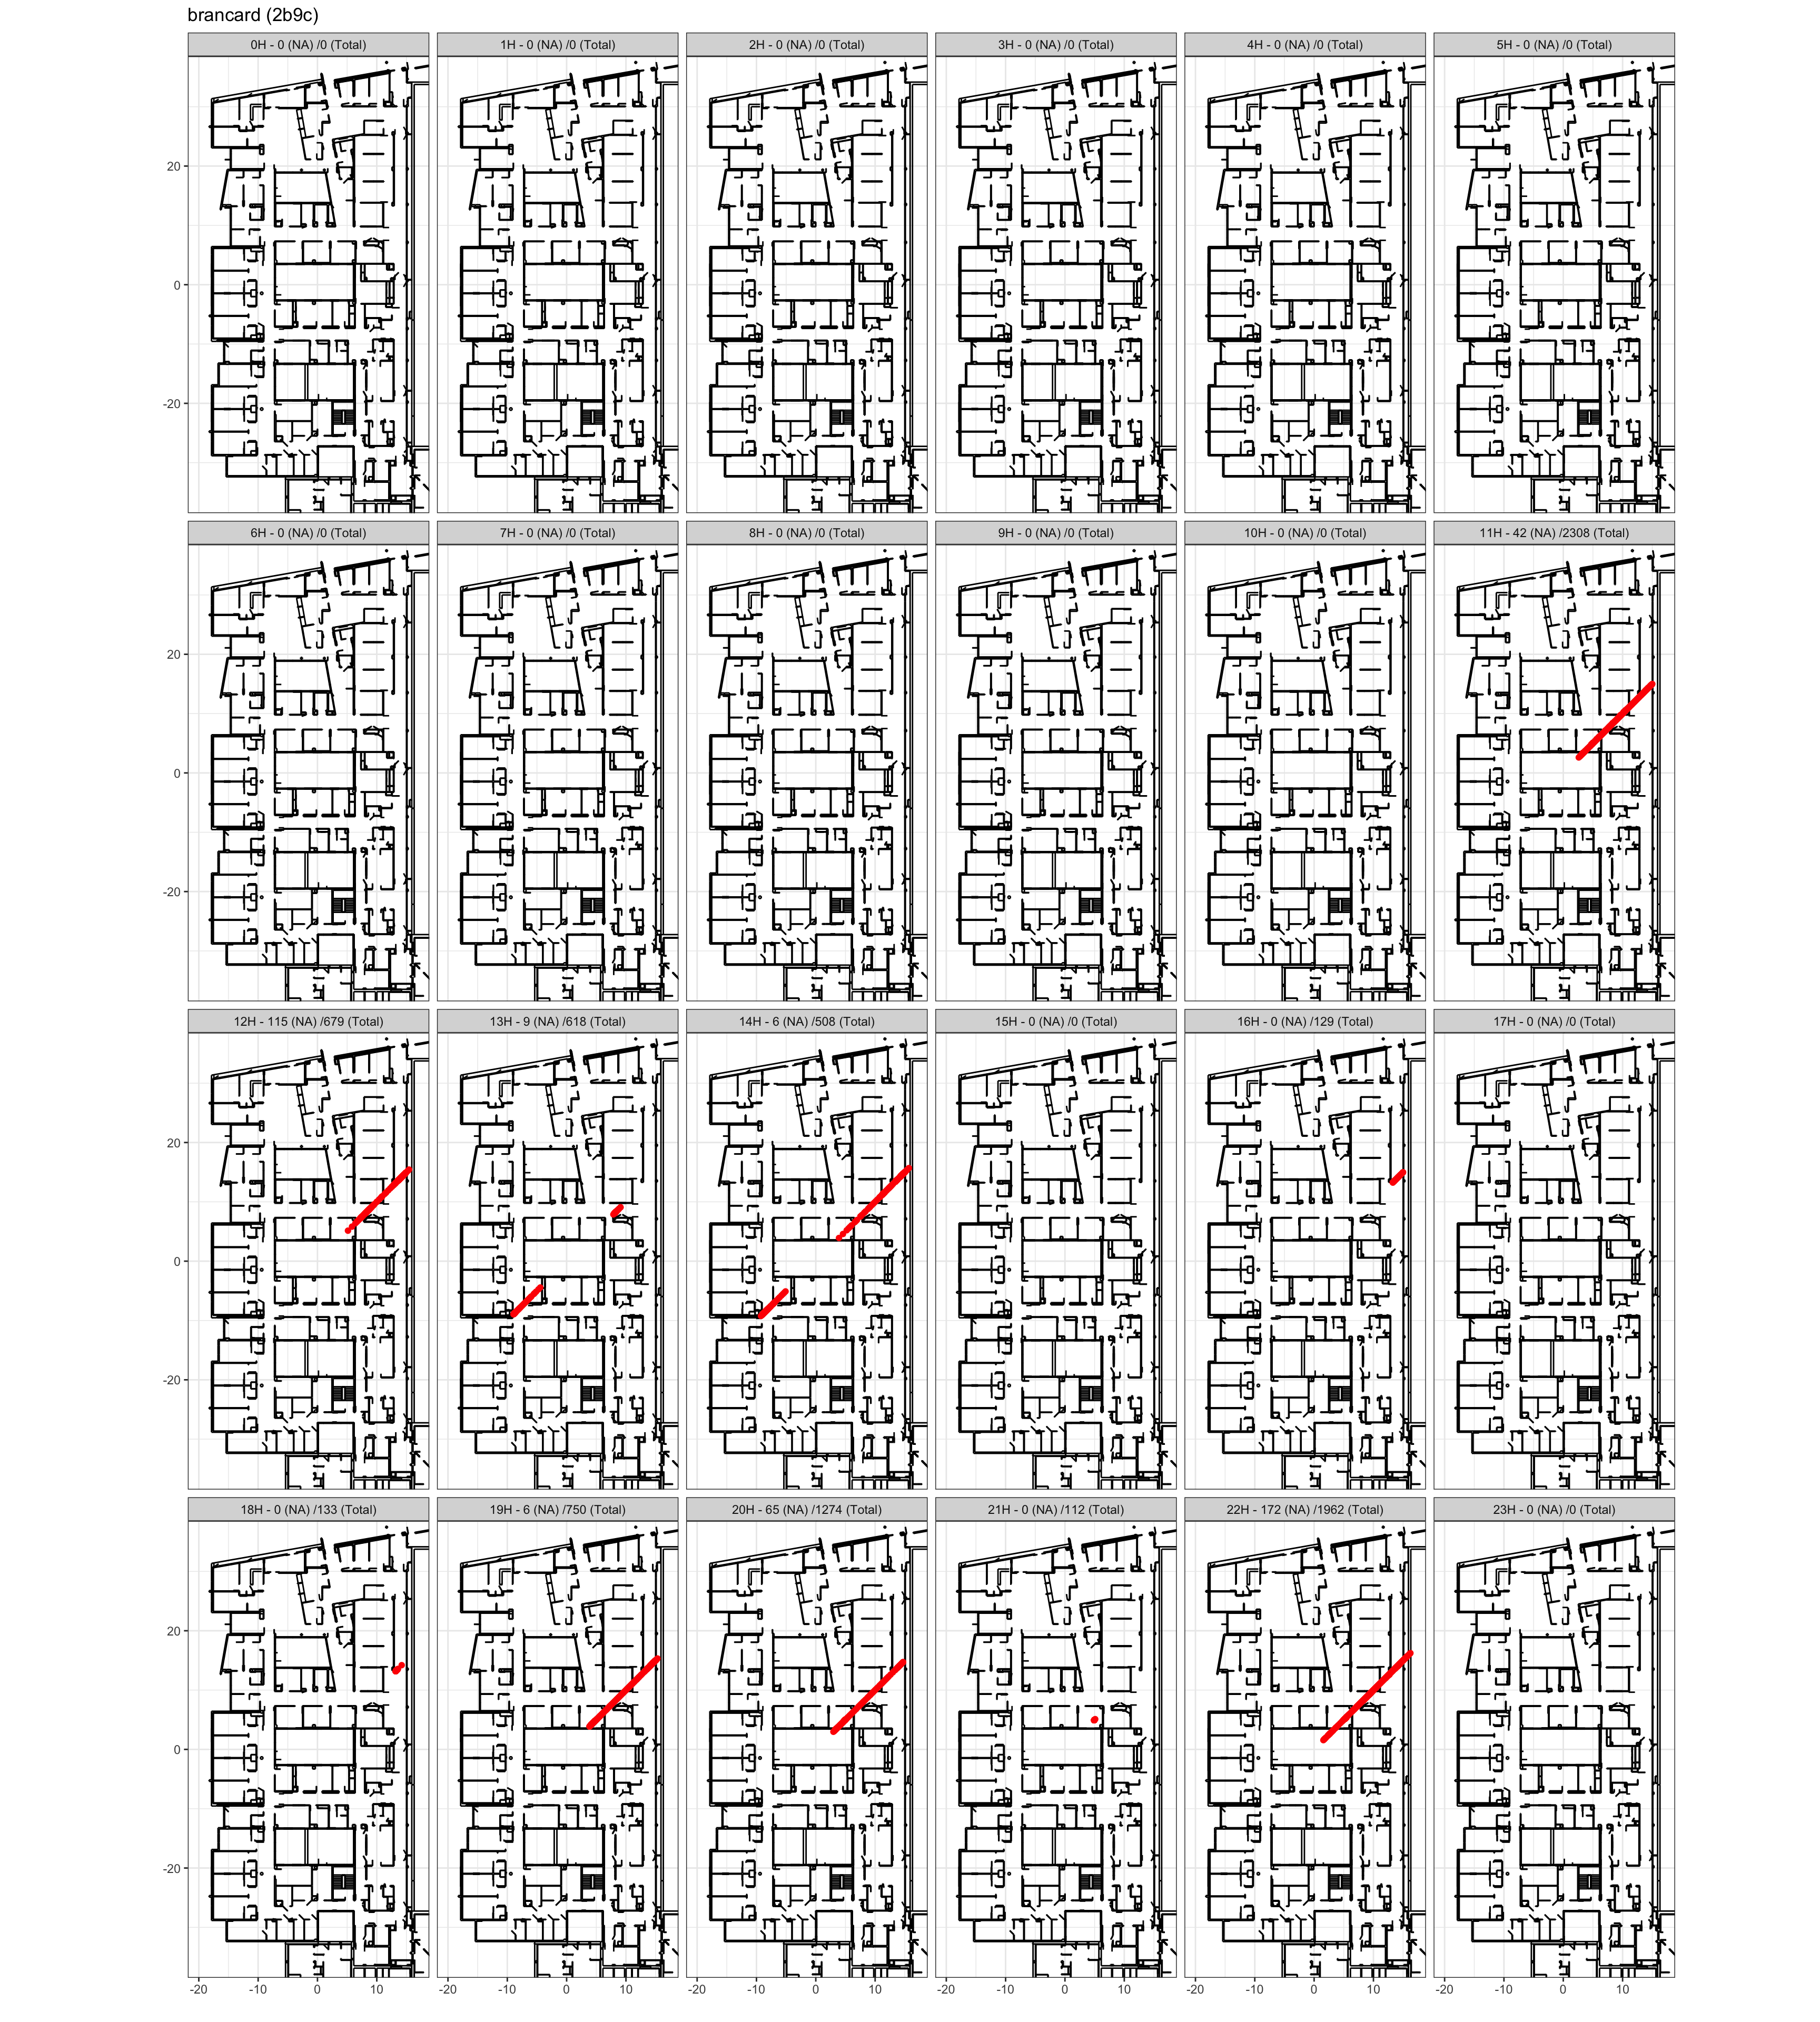 brancard (2b9c)
0H - 0 (NA) /0 (Total) 1H - 0 (NA) /0 (Total) 2H - 0 (NA) /0 (Total) 3H - 0 (NA) /0 (Total) 4H - 0 (NA) /0 (Total) 5H - 0 (NA) /0 (Total)
20
0
-20
6H - 0 (NA) /0 (Total) 7H - 0 (NA) /0 (Total) 8H - 0 (NA) /0 (Total) 9H - 0 (NA) /0 (Total) 10H - 0 (NA) /0 (Total) 11H - 42 (NA) /2308 (Total)
20
0
-20
12H - 115 (NA) /679 (Total) 13H - 9 (NA) /618 (Total) 14H - 6 (NA) /508 (Total) 15H - 0 (NA) /0 (Total) 16H - 0 (NA) /129 (Total) 17H - 0 (NA) /0 (Total)
20
0
-20
18H - 0 (NA) /133 (Total) 19H - 6 (NA) /750 (Total) 20H - 65 (NA) /1274 (Total) 21H - 0 (NA) /112 (Total) 22H - 172 (NA) /1962 (Total) 23H - 0 (NA) /0 (Total)
20
0
-20
-20 -10 0 10 -20 -10 0 10 -20 -10 0 10 -20 -10 0 10 -20 -10 0 10 -20 -10 0 10